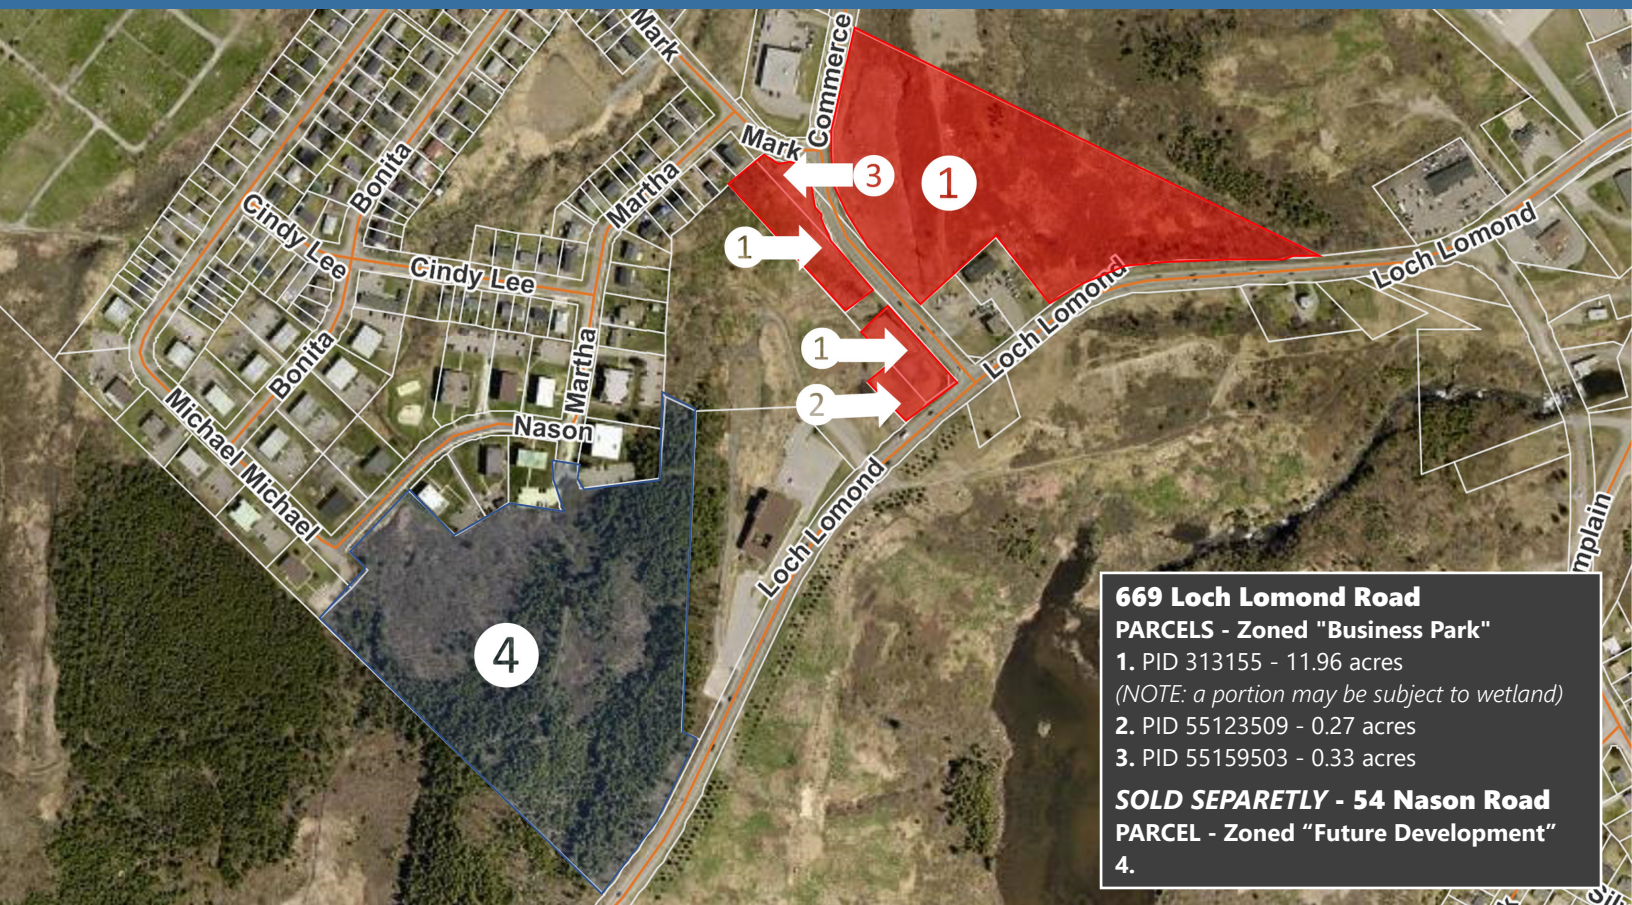 Mark
Commerce
Mark
3
1
Bonita
Martha
Cindy Lee
1
Cindy Lee
Loch Lomond
Loch Lomond
1
Loch Lomond
Bonita
Martha
2
Michael Michael
Nason
Loch Lomond
mplain
4
669 Loch Lomond Road
PARCELS - Zoned "Business Park"
1. PID 313155 - 11.96 acres
(NOTE: a portion may be subject to wetland)
2. PID 55123509 - 0.27 acres
3. PID 55159503 - 0.33 acres
SOLD SEPARETLY - 54 Nason Road
PARCEL - Zoned “Future Development”
4.